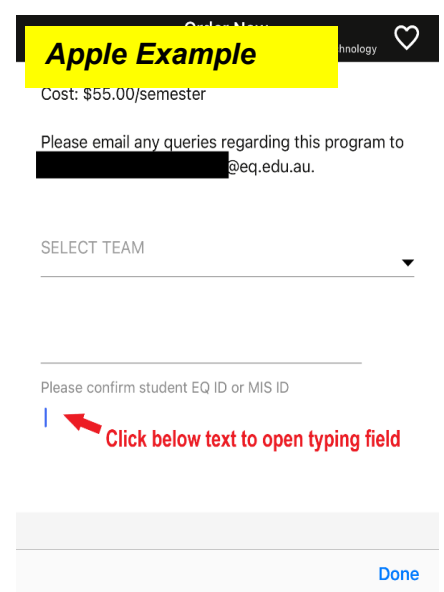 Apple Example
hnology
Cost: $55.00/semester
Please email any queries regarding this program to
@eq.edu.au.
SELECT TEAM
Please confirm student EQ ID or MIS ID
Click below text to open typing field
Done